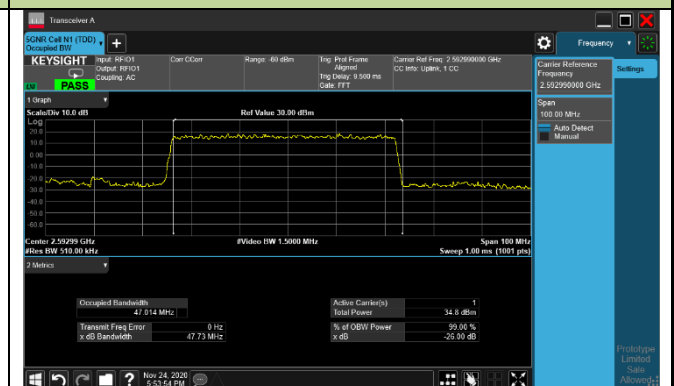 Transceiver A
5GNR Cell N1 (TDD)
Occupied BW
+
Frequency
KEYSIGHT
Input: RFIO1
Output: RFIO1
Coupling: AC
Corr CCorr
Range: -60 dBm
Trig: Prot Frame
Aligned
Trig Delay: 9.500 ms
Gate: FFT
Carrier Ref Freq: 2.592990000 GHz
CC Info: Uplink, 1 CC
PASS
Carrier Reference
Frequency
2.592990000 GHz
Settings
Span
100.00 MHz
Auto Detect
Manual
1 Graph
Scale/Div 10.0 dB
Ref Value 30.00 dBm
Log
20.0
10.0
0.00
-10.0
-20.0
-30.0
-40.0
-50.0
-60.0
Center 2.59299 GHz
#Video BW 1.5000 MHz
Span 100 MHz
#Res BW 510.00 kHz
Sweep 1.00 ms (1001 pts)
2 Metrics
Occupied Bandwidth
47.014 MHz
Active Carrier(s) 1
Total Power 34.8 dBm
Transmit Freq Error 0 Hz
x dB Bandwidth 47.73 MHz
% of OBW Power 99.00 %
x dB -26.00 dB
Prototype
Limited
Sale
Allowed
?
Nov 24, 2020
5:53:54 PM